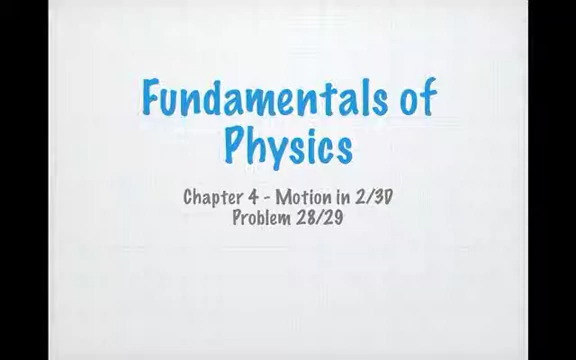 Fundamentals of
Physics
Chapter 4 - Motion in 2/3D
Problem 28/29